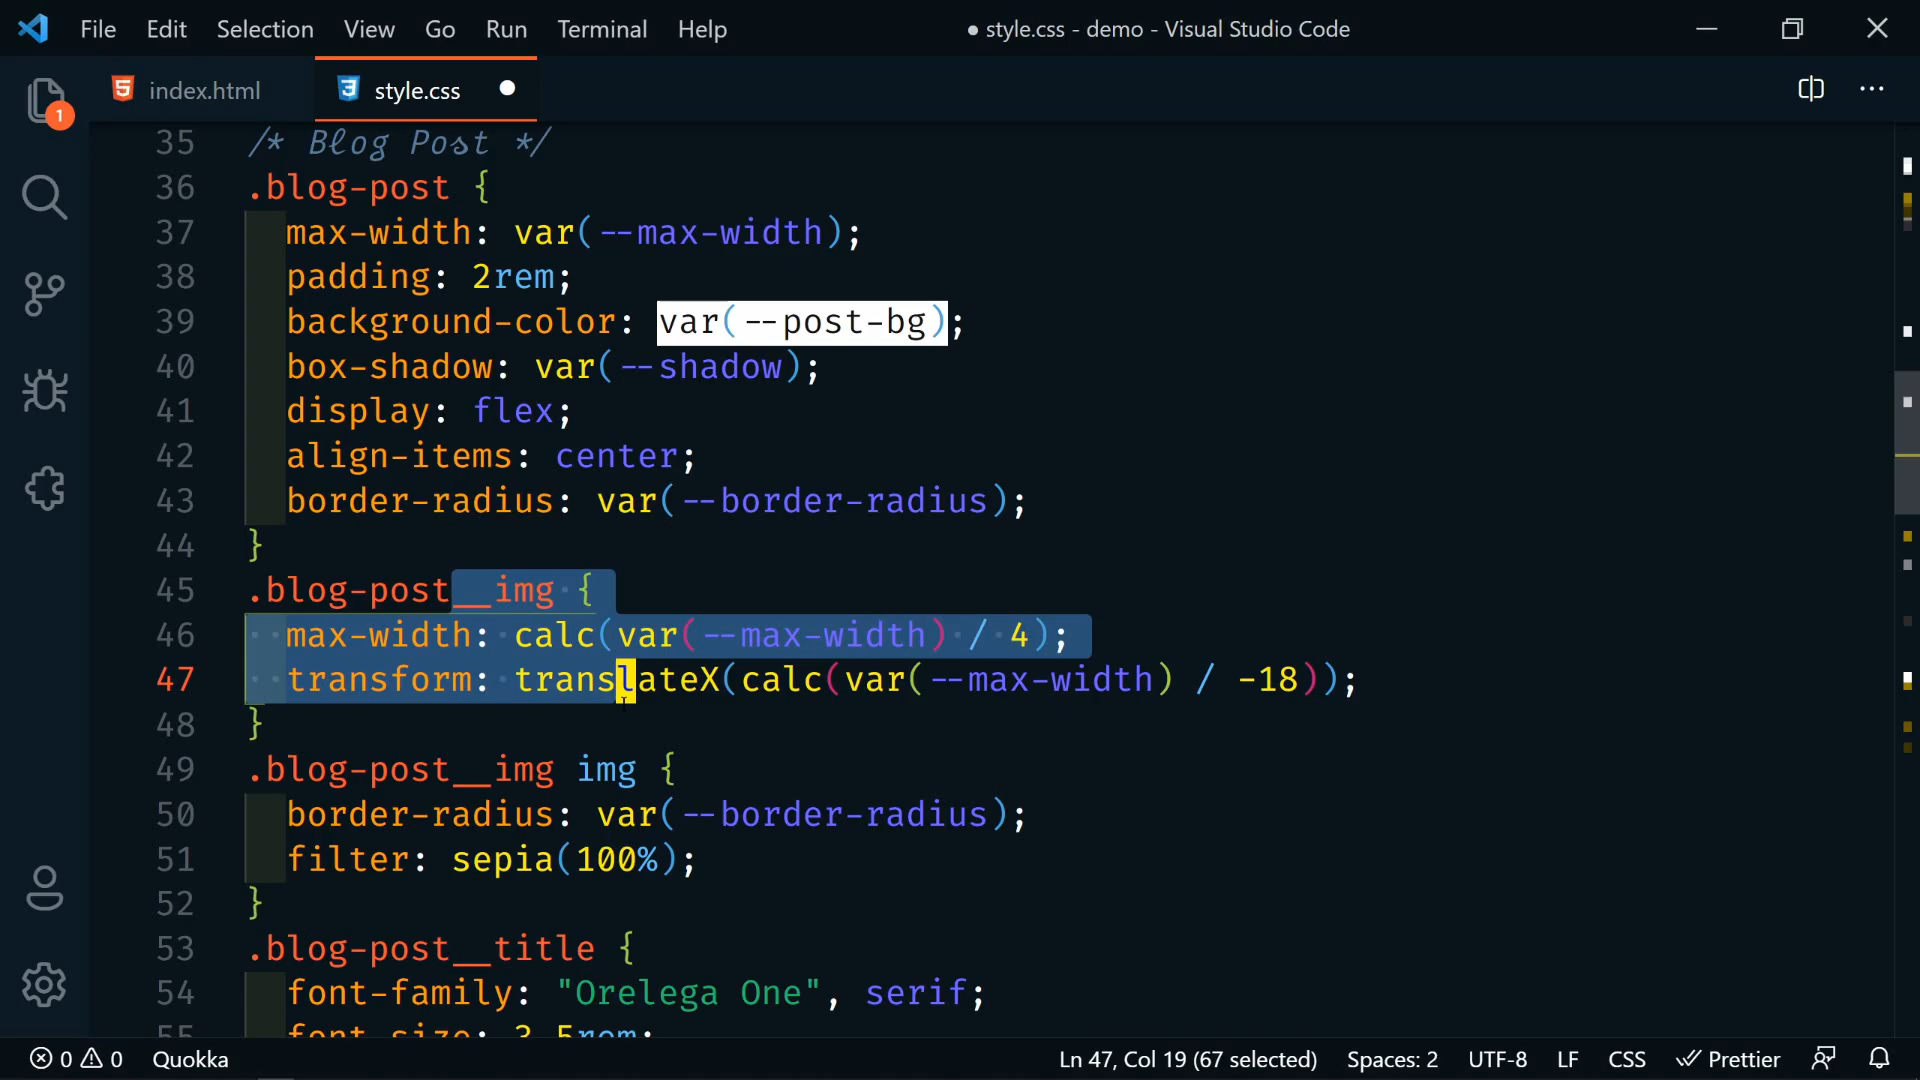 File Edit Selection View Go Run Terminal Help ● style.css - demo - Visual Studio Code
index.html style.css
1
35 /* Blog Post */
36 .blog-post {
37 max-width: var(--max-width);
38 padding: 2rem;
39 background-color: var(--post-bg);
40 box-shadow: var(--shadow);
41 display: flex;
42 align-items: center;
43 border-radius: var(--border-radius);
44 }
45 .blog-post__img {
46 max-width: calc(var(--max-width) / 4);
47 transform: translateX(calc(var(--max-width) / -18));
48 }
49 .blog-post__img img {
50 border-radius: var(--border-radius);
51 filter: sepia(100%);
52 }
53 .blog-post__title {
54 font-family: "Orelega One", serif;
55 font-size: 3.5rem;
0 0 Quokka Ln 47, Col 19 (67 selected) Spaces: 2 UTF-8 LF CSS Prettier